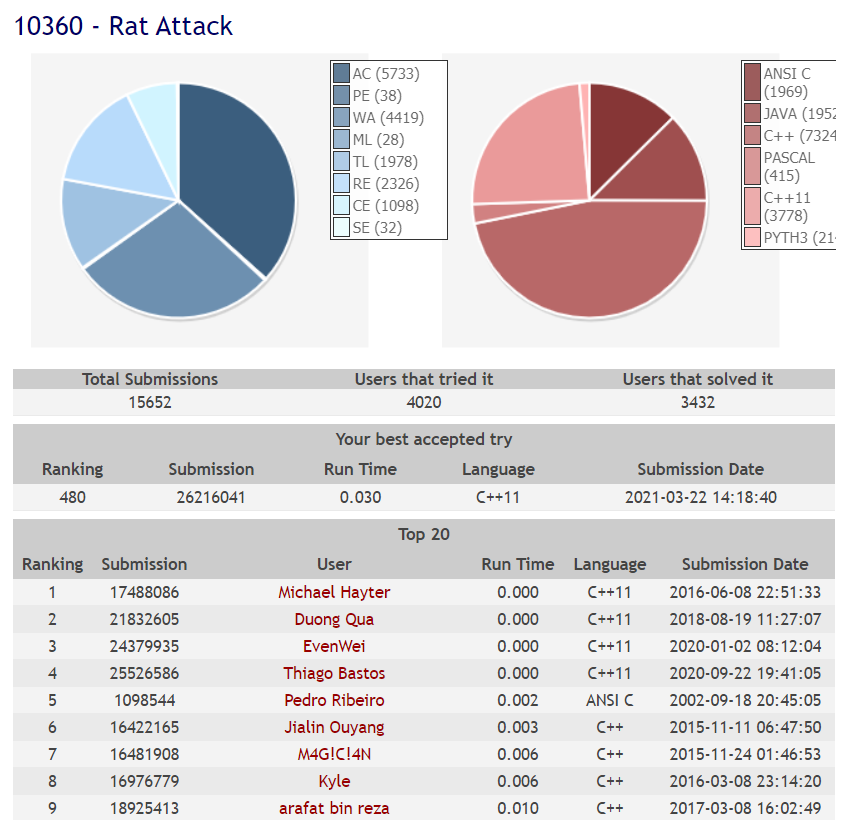 10360 - Rat Attack
AC (5733)
PE (38)
WA (4419)
ML (28)
TL (1978)
RE (2326)
CE (1098)
SE (32)
ANSI C
(1969)
JAVA (1952
C++ (7324
PASCAL
(415)
C++11
(3778)
PYTH3 (21
Total Submissions Users that tried it Users that solved it
15652 4020 3432
Your best accepted try
Ranking Submission Run Time Language Submission Date
480 26216041 0.030 C++11 2021-03-22 14:18:40
Top 20
Ranking Submission User Run Time Language Submission Date
1 17488086 Michael Hayter 0.000 C++11 2016-06-08 22:51:33
2 21832605 Duong Qua 0.000 C++11 2018-08-19 11:27:07
3 24379935 EvenWei 0.000 C++11 2020-01-02 08:12:04
4 25526586 Thiago Bastos 0.000 C++11 2020-09-22 19:41:05
5 1098544 Pedro Ribeiro 0.002 ANSI C 2002-09-18 20:45:05
6 16422165 Jialin Ouyang 0.003 C++ 2015-11-11 06:47:50
7 16481908 M4G!C!4N 0.006 C++ 2015-11-24 01:46:53
8 16976779 Kyle 0.006 C++ 2016-03-08 23:14:20
9 18925413 arafat bin reza 0.010 C++ 2017-03-08 16:02:49